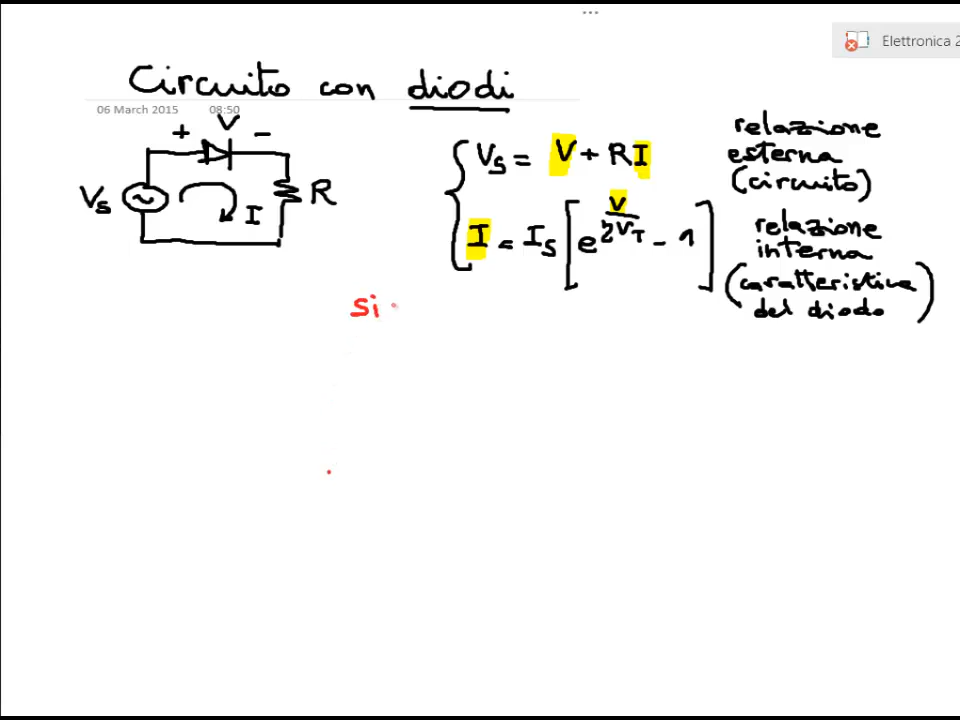 Elettronica 2
Circuito con diodi
06 March 2015 08:50
+ V -
Vs
I
R
Vs = V + RI
I = Is [e^(V/(2VT)) - 1]
relazione
esterna
(circuito)
relazione
interna
(caratteristica
del diodo)
Si